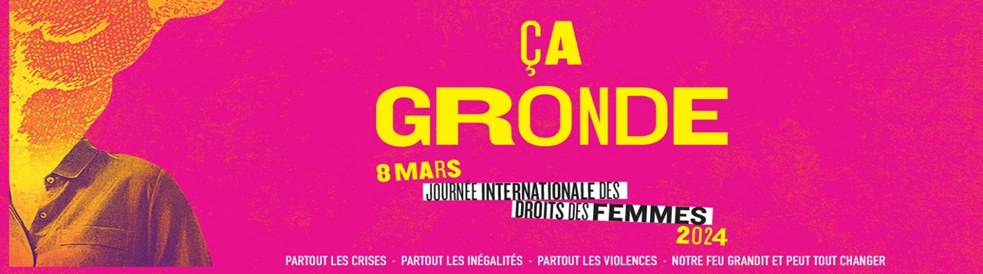 ÇA
GRONDE
8 MARS
JOURNÉE INTERNATIONALE DES
DROITS DES FEMMES
2024
PARTOUT LES CRISES · PARTOUT LES INÉGALITÉS · PARTOUT LES VIOLENCES · NOTRE FEU GRANDIT ET PEUT TOUT CHANGER